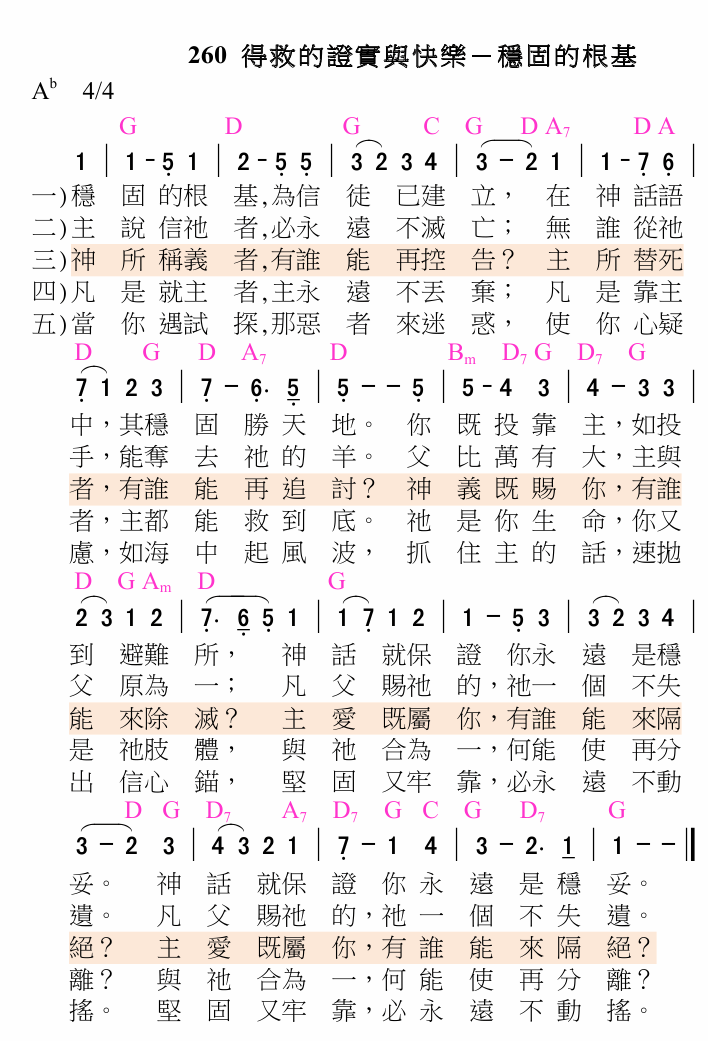 260 得救的證實與快樂－穩固的根基
A♭ 4/4
G D G C G D A7 D A
1 | 1 - 5̣ 1 | 2 - 5̣ 5̣ | 3 2 3 4 | 3 - 2 1 | 1 - 7̣ 6̣ |
一)穩 固 的根 基,為信 徒 已建 立， 在 神 話語
二)主 說 信祂 者,必永 遠 不滅 亡； 無 誰 從祂
三)神 所 稱義 者,有誰 能 再控 告？ 主 所 替死
四)凡 是 就主 者,主永 遠 不丟 棄； 凡 是 靠主
五)當 你 遇試 探,那惡 者 來迷 惑， 使 你 心疑
D G D A7 D Bm D7 G D7 G
7̣ 1 2 3 | 7̣ - 6̣. 5̣ | 5̣ - - 5̣ | 5 - 4 3 | 4 - 3 3 |
中，其穩 固 勝 天 地。 你 既 投 靠 主，如投
手，能奪 去 祂 的 羊。 父 比 萬 有 大，主與
者，有誰 能 再 追 討？ 神 義 既 賜 你，有誰
者，主都 能 救 到 底。 祂 是 你 生 命，你又
慮，如海 中 起 風 波， 抓 住 主 的 話，速拋
D G Am D G
2 3 1 2 | 7̣. 6̣ 5̣ 1 | 1 7̣ 1 2 | 1 - 5̣ 3 | 3 2 3 4 |
到 避難 所， 神 話 就保 證 你永 遠 是穩
父 原為 一； 凡 父 賜祂 的，祂一 個 不失
能 來除 滅？ 主 愛 既屬 你，有誰 能 來隔
是 祂肢 體， 與 祂 合為 一，何能 使 再分
出 信心 錨， 堅 固 又牢 靠，必永 遠 不動
D G D7 A7 D7 G C G D7 G
3 - 2 3 | 4 3 2 1 | 7̣ - 1 4 | 3 - 2. 1 | 1 - - ‖
妥。 神 話 就保 證 你 永 遠 是 穩 妥。
遺。 凡 父 賜祂 的，祂 一 個 不 失 遺。
絕？ 主 愛 既屬 你，有 誰 能 來 隔 絕？
離？ 與 祂 合為 一，何 能 使 再 分 離？
搖。 堅 固 又牢 靠，必 永 遠 不 動 搖。